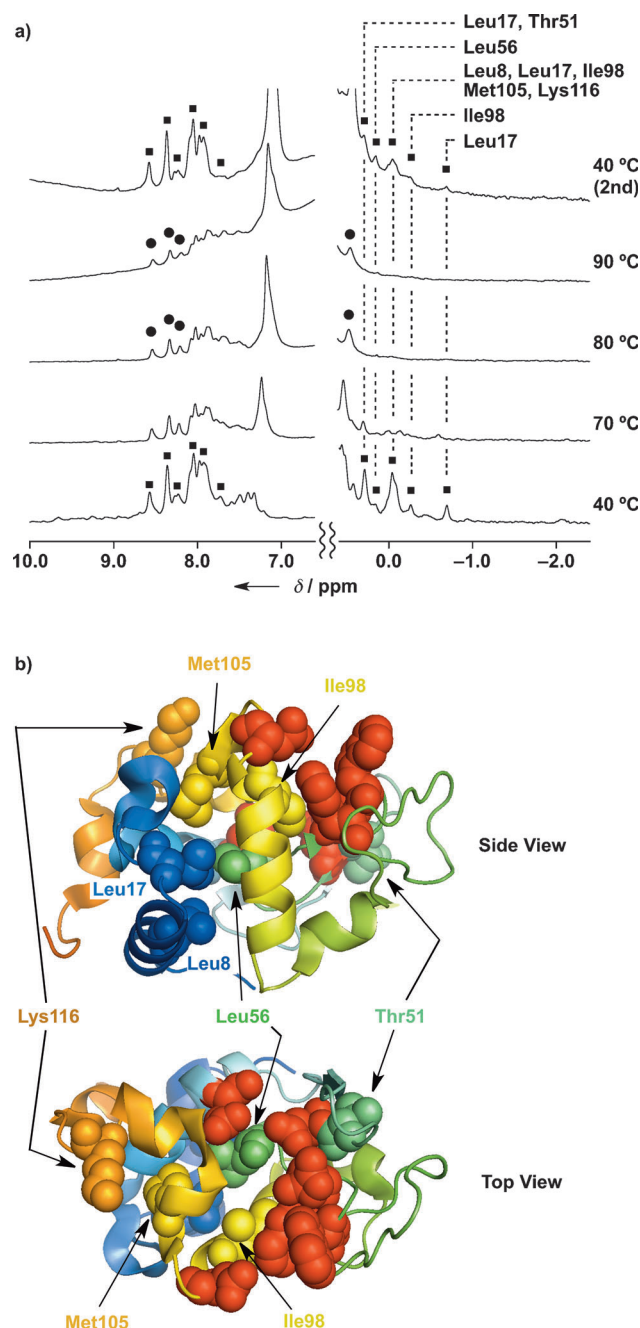 a)
Leu17, Thr51
Leu56
Leu8, Leu17, Ile98
Met105, Lys116
Ile98
Leu17
40 ºC
(2nd)
90 ºC
80 ºC
70 ºC
40 ºC
10.0 9.0 8.0 7.0 0.0 −1.0 −2.0
δ / ppm
b)
Met105
Ile98
Side View
Leu17
Leu8
Lys116 Leu56 Thr51
Top View
Met105 Ile98